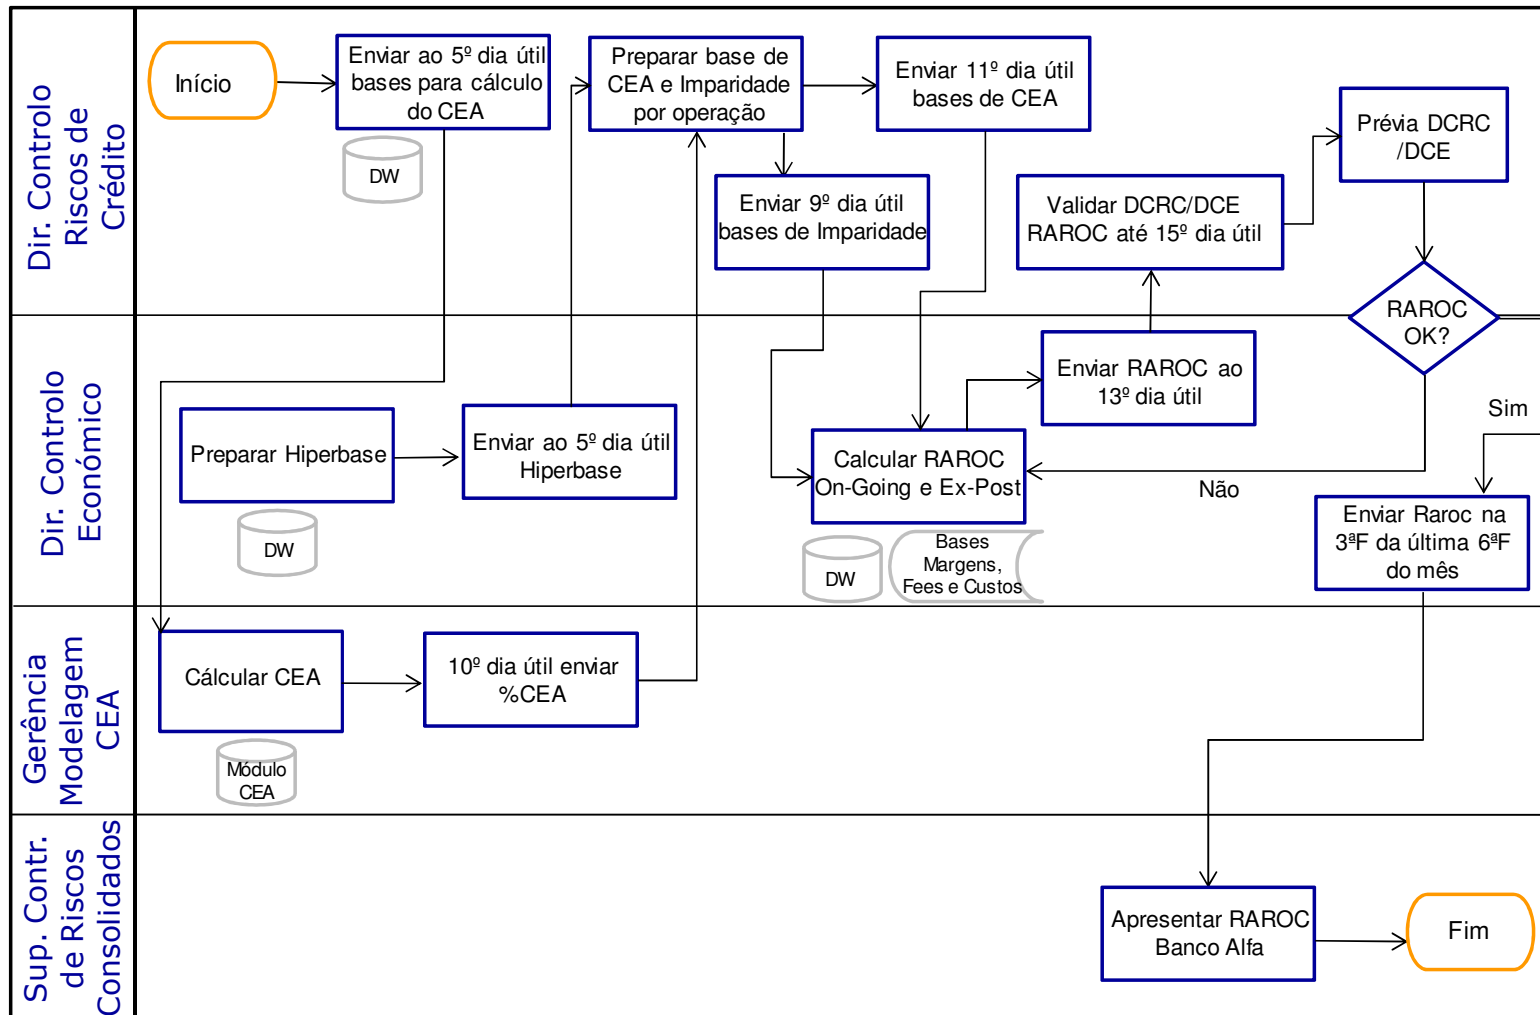 Dir. Controlo
Riscos de
Crédito
Início
Enviar ao 5º dia útil
bases para cálculo
do CEA
DW
Preparar base de
CEA e Imparidade
por operação
Enviar 11º dia útil
bases de CEA
Enviar 9º dia útil
bases de Imparidade
Validar DCRC/DCE
RAROC até 15º dia útil
Prévia DCRC
/DCE
RAROC
OK?
Dir. Controlo
Económico
Preparar Hiperbase
DW
Enviar ao 5º dia útil
Hiperbase
Calcular RAROC
On-Going e Ex-Post
DW
Bases
Margens,
Fees e Custos
Enviar RAROC ao
13º dia útil
Não
Sim
Enviar Raroc na
3ªF da última 6ªF
do mês
Gerência
Modelagem
CEA
Cálcular CEA
Módulo
CEA
10º dia útil enviar
%CEA
Sup. Contr.
de Riscos
Consolidados
Apresentar RAROC
Banco Alfa
Fim